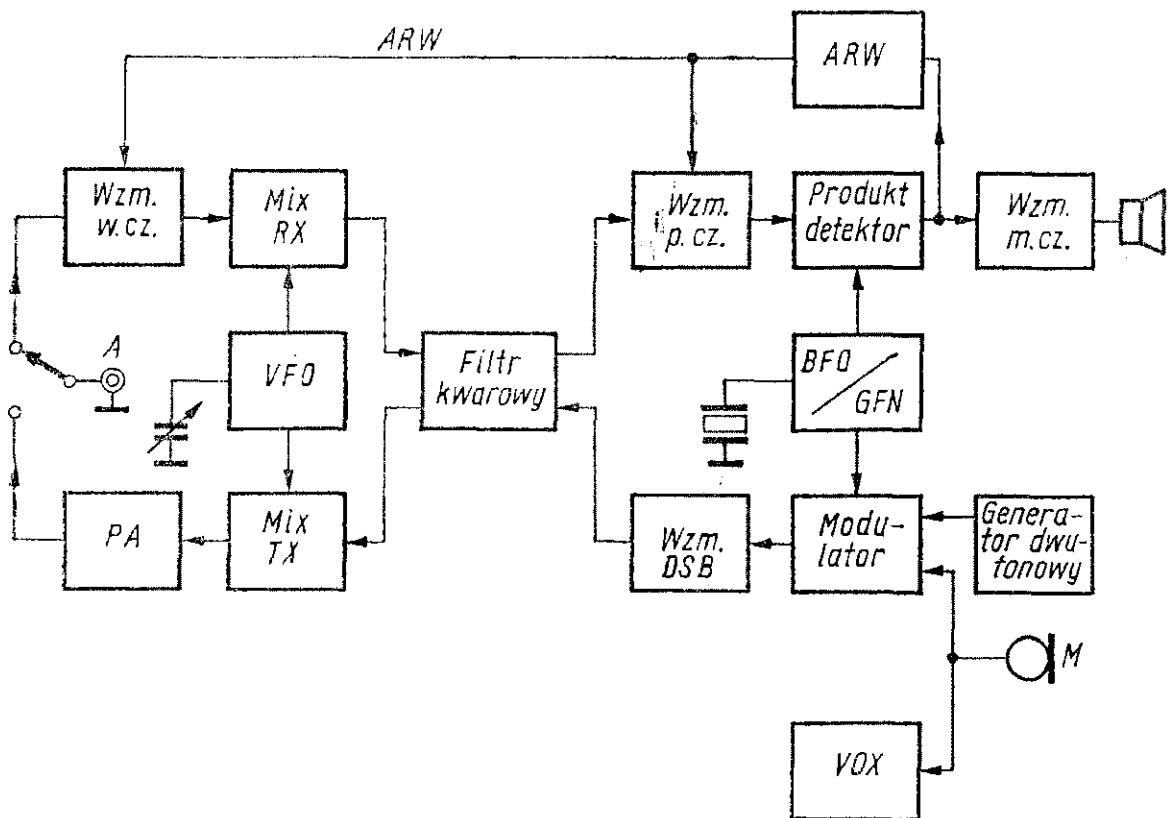 ARW
ARW
Wzm.
w.cz.
Mix
RX
Wzm.
p.cz.
Produkt
detektor
Wzm.
m.cz.
A
VFO
Filtr
kwarowy
BFO
GFN
PA
Mix
TX
Wzm.
DSB
Modu-
lator
Genera-
tor dwu-
tonowy
M
VOX